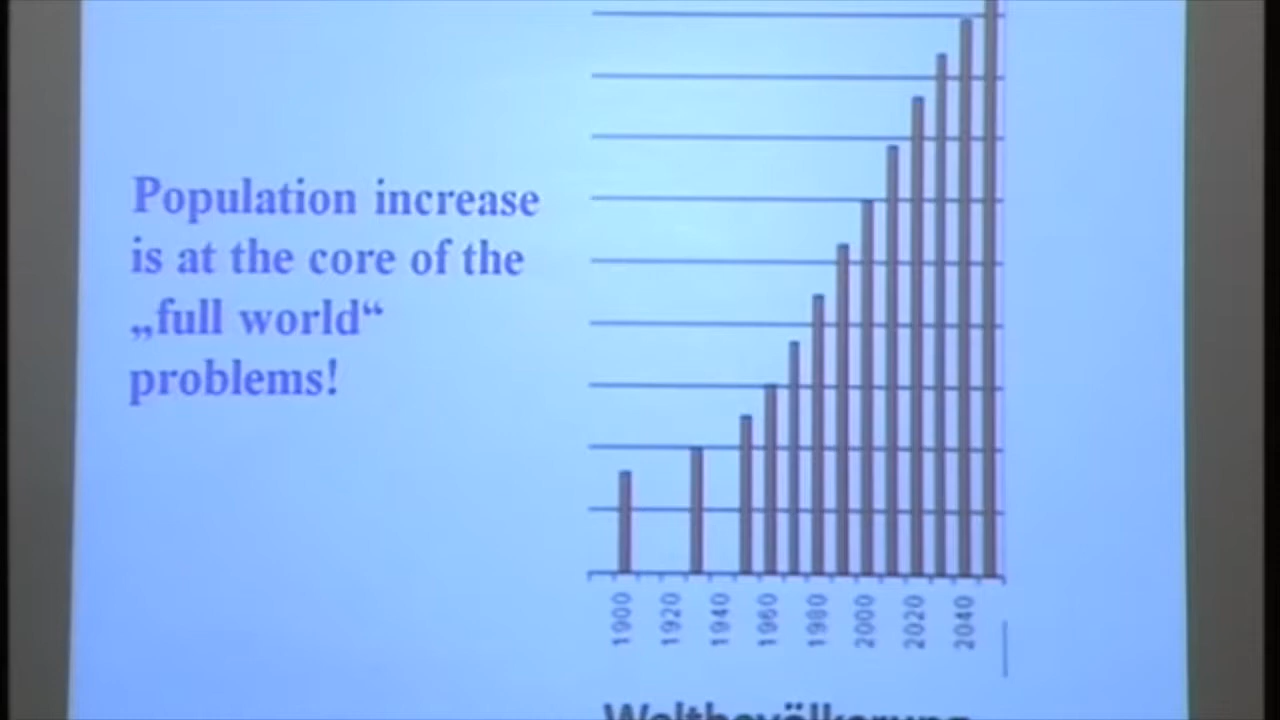 Population increase
is at the core of the
„full world“
problems!
1900
1920
1940
1960
1980
2000
2020
2040
Weltbevölkerung